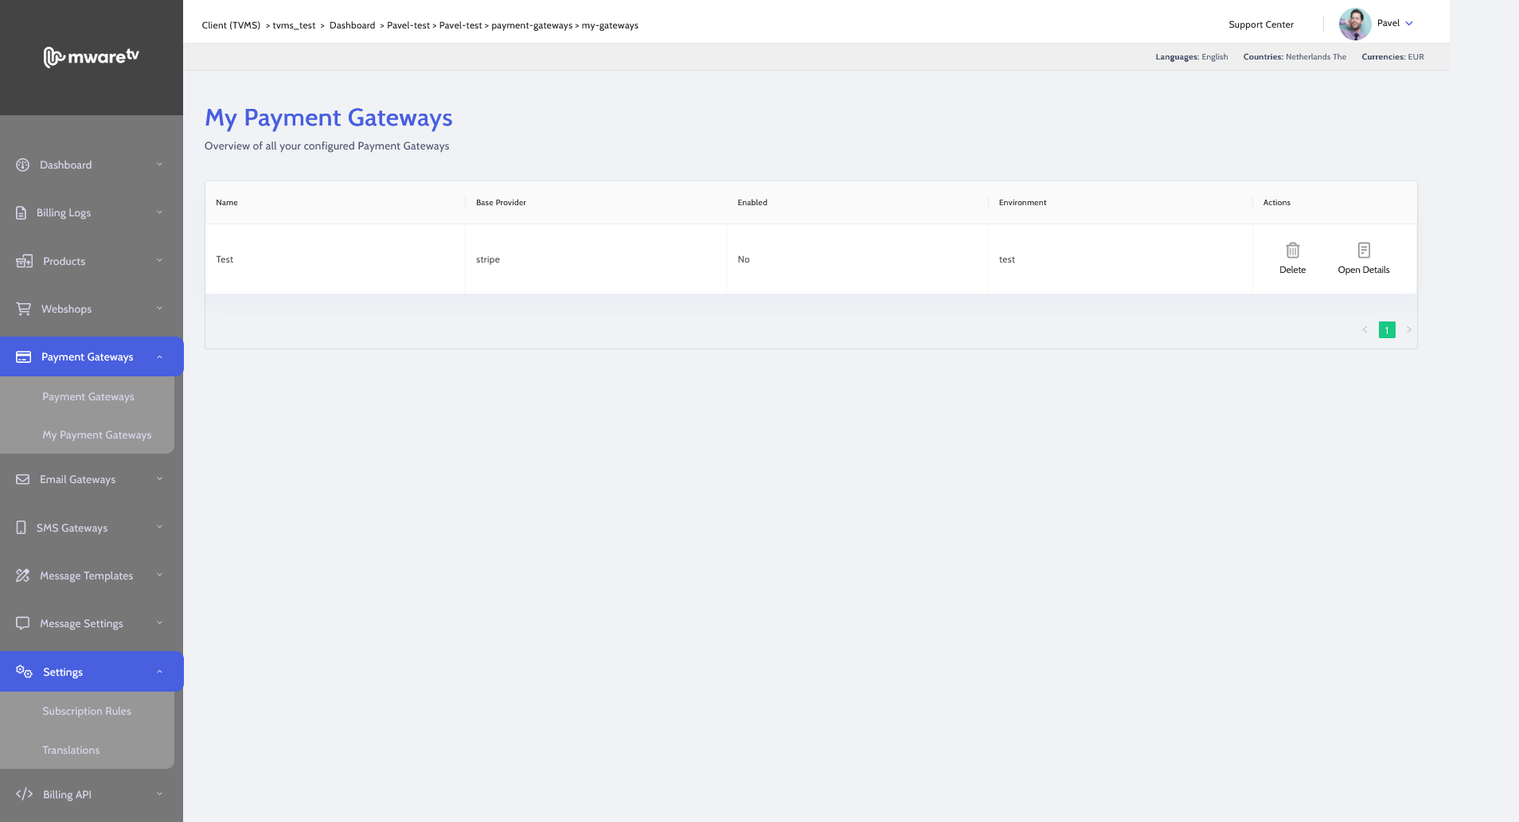 mwaretv
Client (TVMS) > tvms_test > Dashboard > Pavel-test > Pavel-test > payment-gateways > my-gateways
Support Center
Pavel
Languages: English Countries: Netherlands The Currencies: EUR
Dashboard
Billing Logs
Products
Webshops
Payment Gateways
Payment Gateways
My Payment Gateways
Email Gateways
SMS Gateways
Message Templates
Message Settings
Settings
Subscription Rules
Translations
Billing API
My Payment Gateways
Overview of all your configured Payment Gateways
Name Base Provider Enabled Environment Actions
Test stripe No test
Delete Open Details
< 1 >